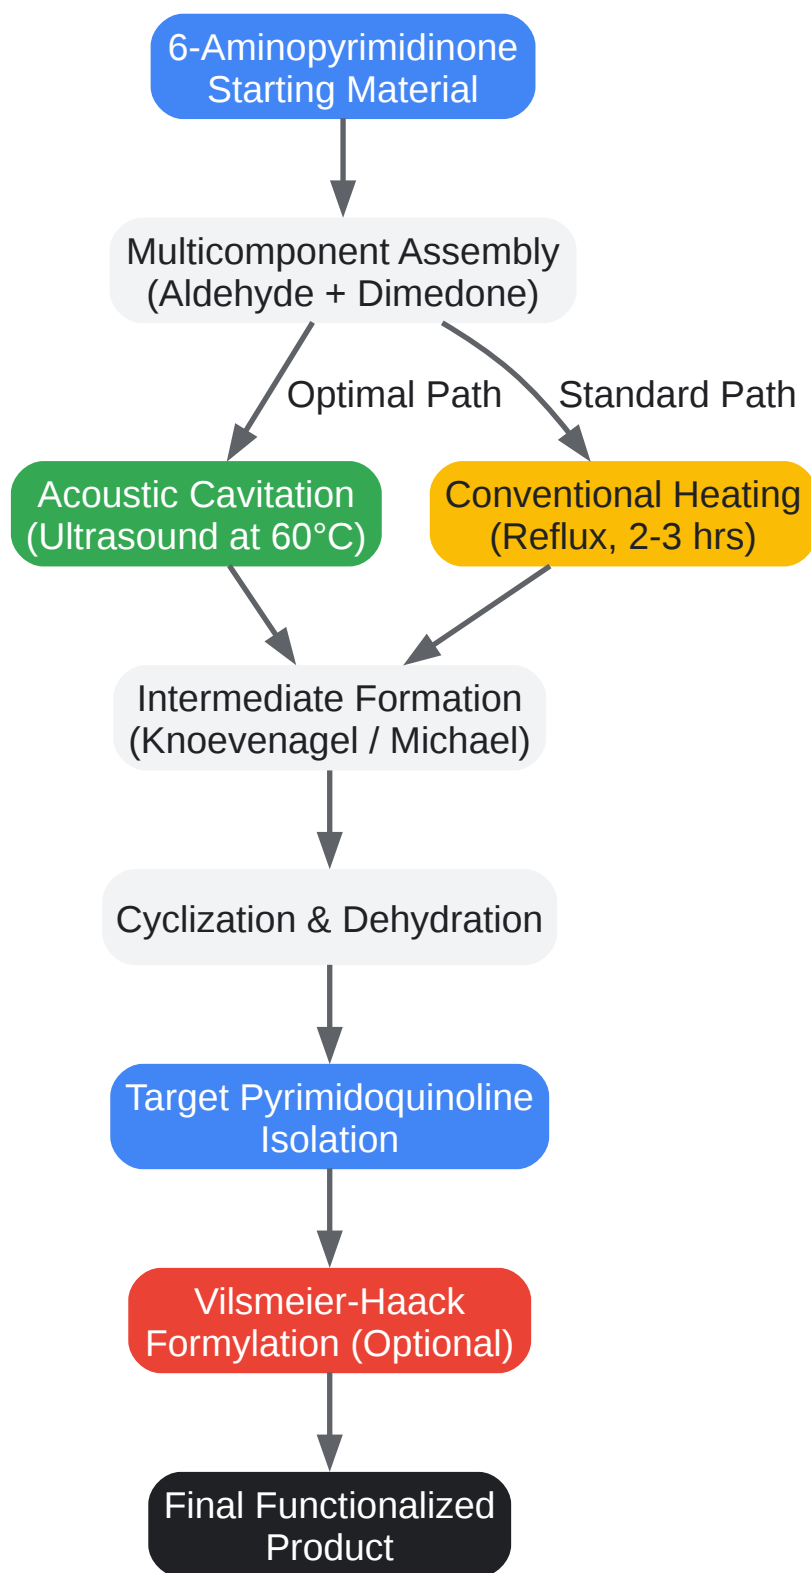 6-Aminopyrimidinone
Starting Material
Multicomponent Assembly
(Aldehyde + Dimedone)
Optimal Path
Standard Path
Acoustic Cavitation
(Ultrasound at 60°C)
Conventional Heating
(Reflux, 2-3 hrs)
Intermediate Formation
(Knoevenagel / Michael)
Cyclization & Dehydration
Target Pyrimidoquinoline
Isolation
Vilsmeier-Haack
Formylation (Optional)
Final Functionalized
Product